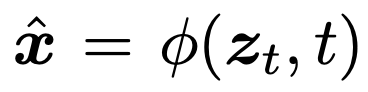 x̂ = ϕ(z_t, t)